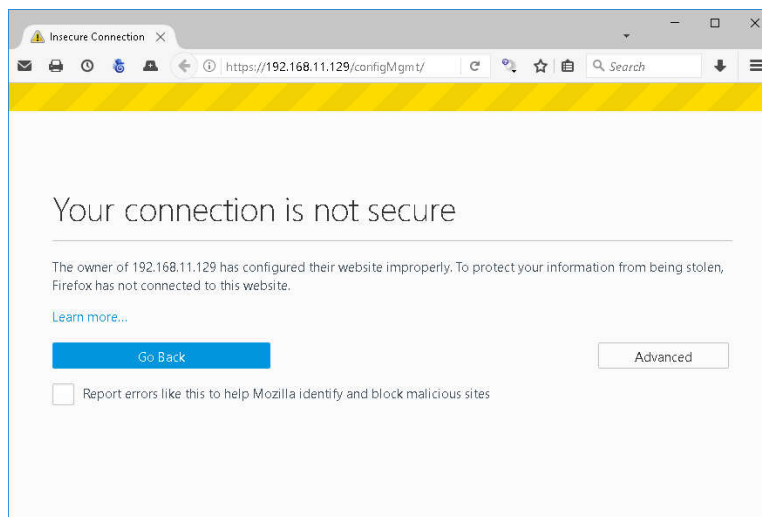 Insecure Connection
https://192.168.11.129/configMgmt/
Search
Your connection is not secure
The owner of 192.168.11.129 has configured their website improperly. To protect your information from being stolen,
Firefox has not connected to this website.
Learn more...
Go Back
Advanced
Report errors like this to help Mozilla identify and block malicious sites